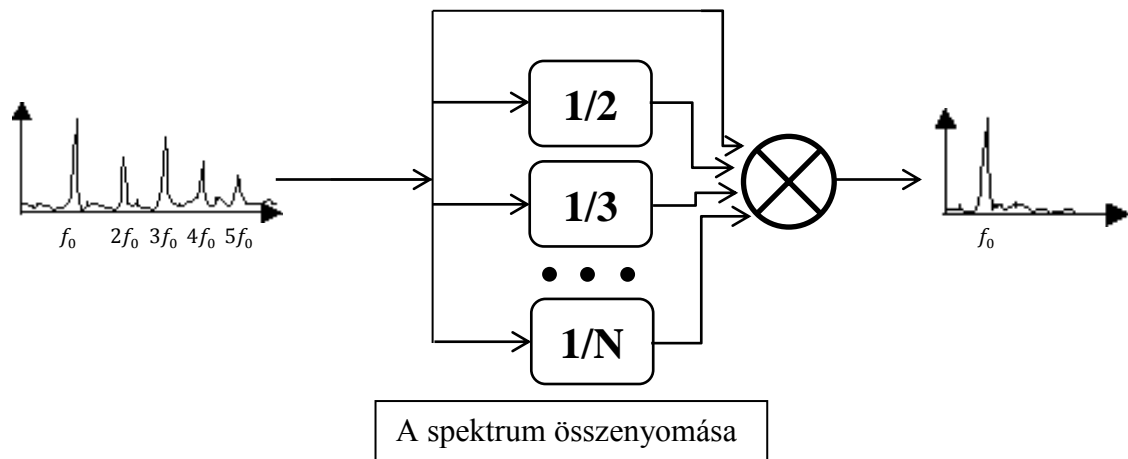 1/2
1/3
1/N
f₀ 2f₀ 3f₀ 4f₀ 5f₀
f₀
A spektrum összenyomása